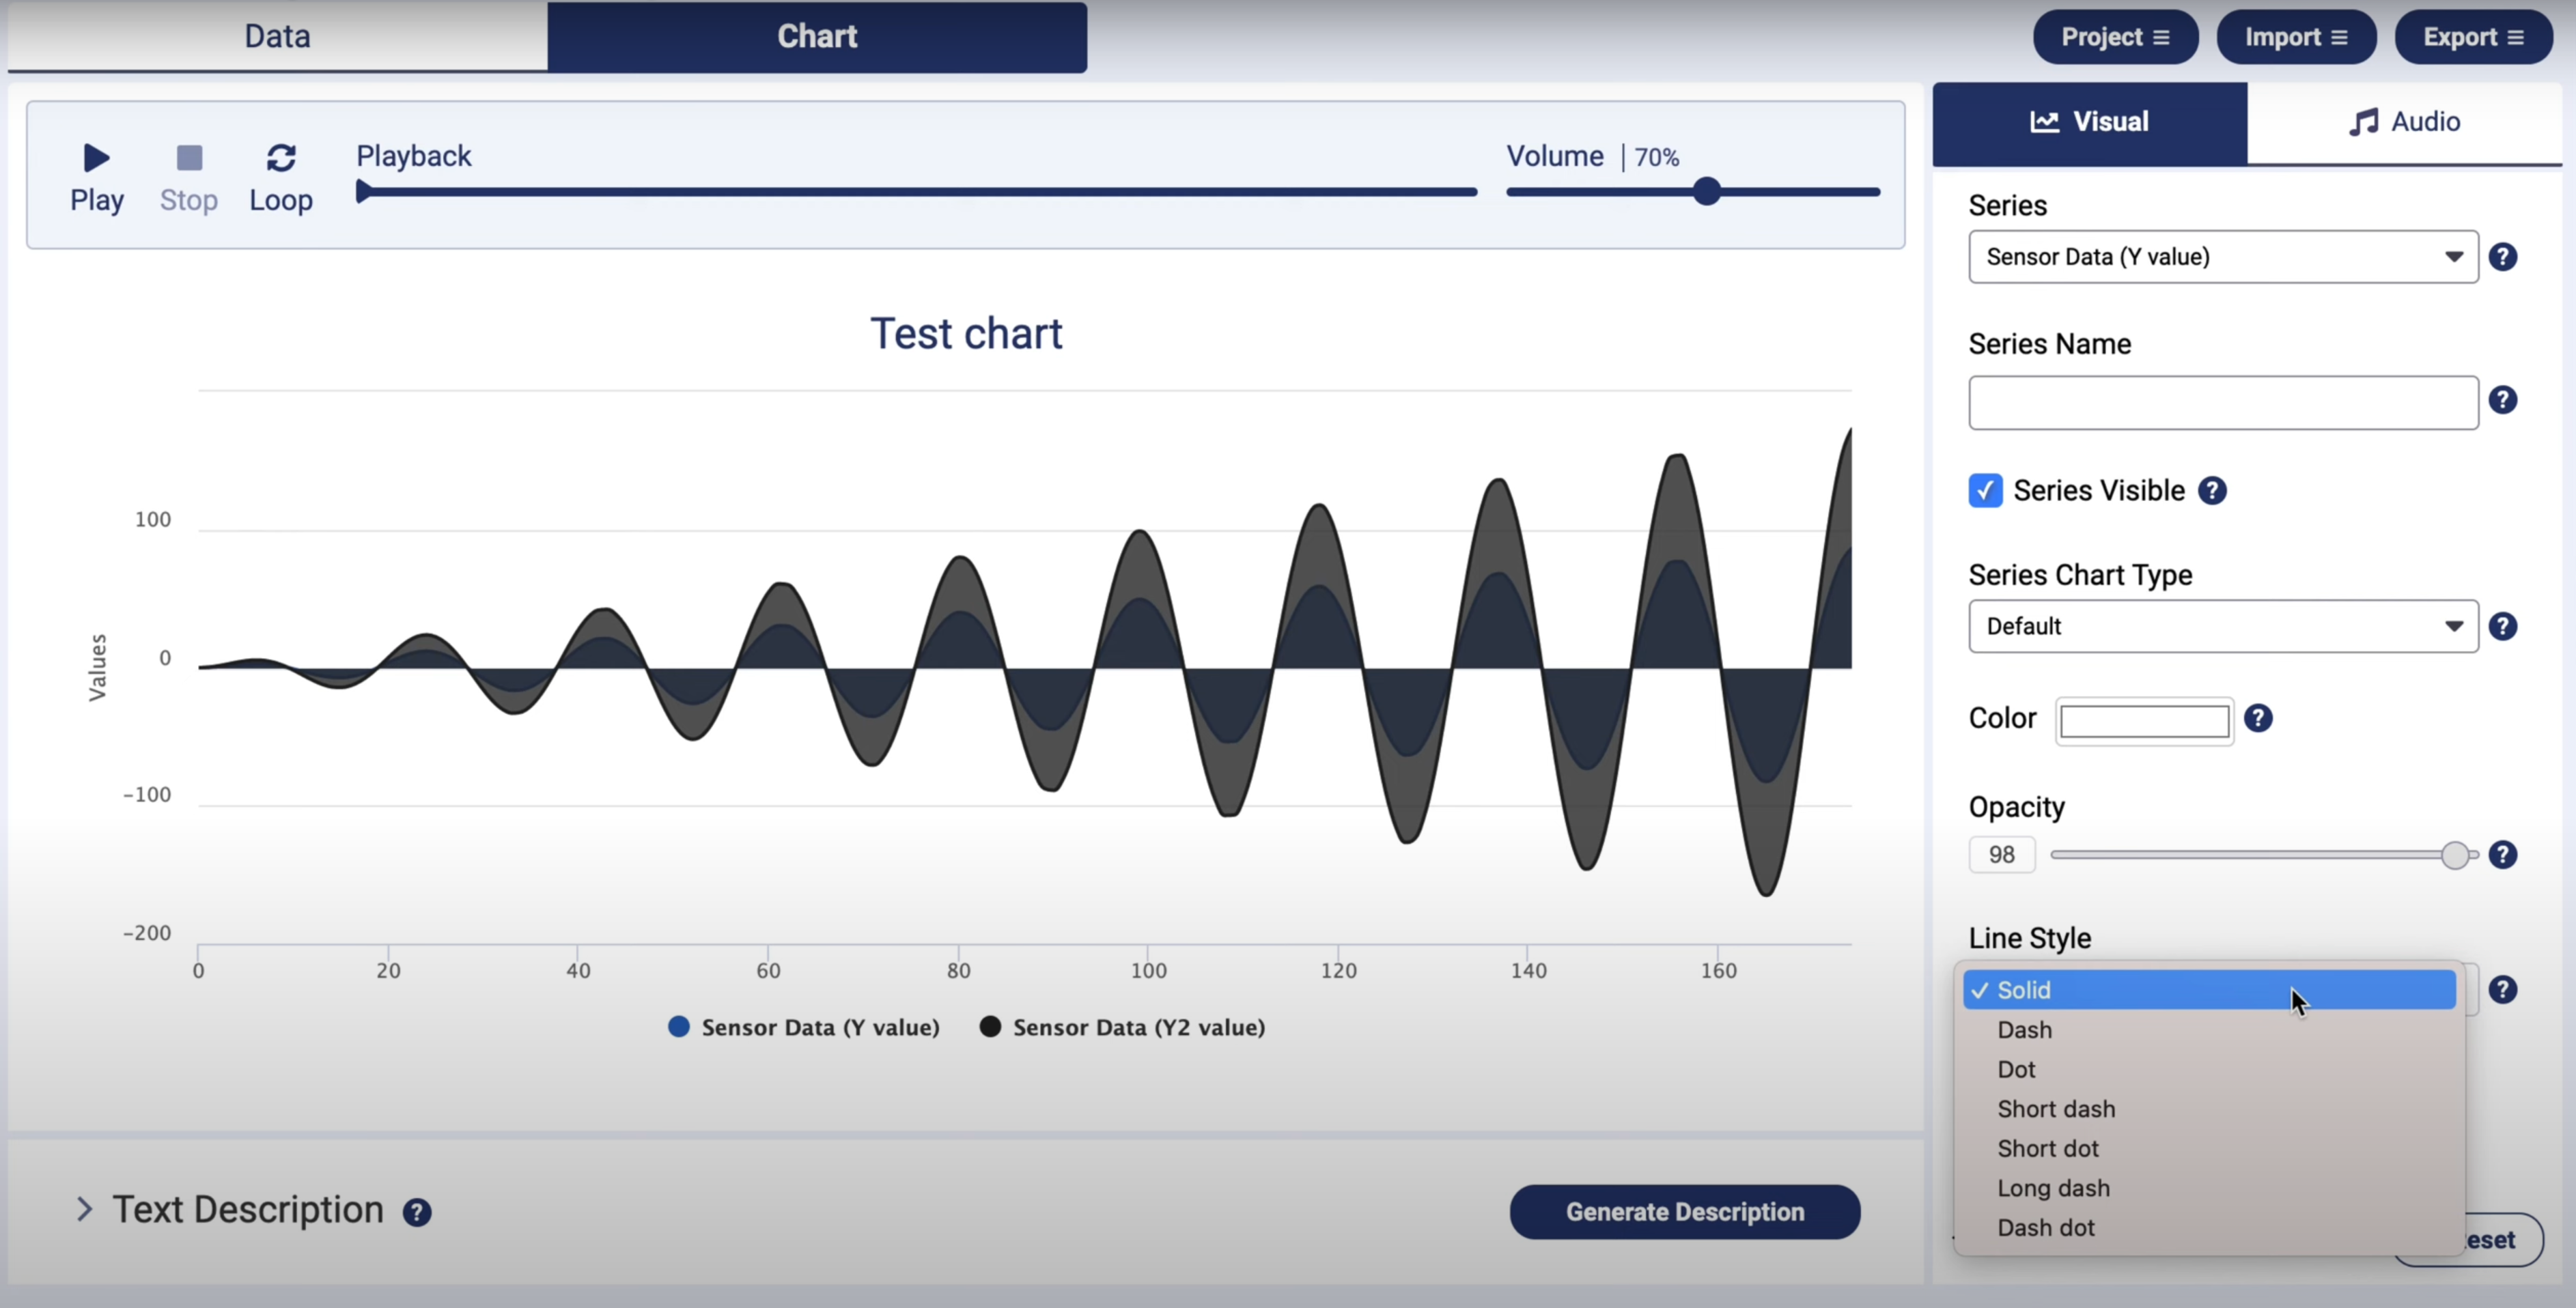 Data
Chart
Project
Import
Export
Play
Stop
Loop
Playback
Volume | 70%
Visual
Audio
Test chart
Values
100
0
-100
-200
0 20 40 60 80 100 120 140 160
Sensor Data (Y value) Sensor Data (Y2 value)
Text Description ?
Generate Description
Series
Sensor Data (Y value) ?
Series Name
?
Series Visible ?
Series Chart Type
Default ?
Color ?
Opacity
98 ?
Line Style
✓ Solid ?
Dash
Dot
Short dash
Short dot
Long dash
Dash dot
eset